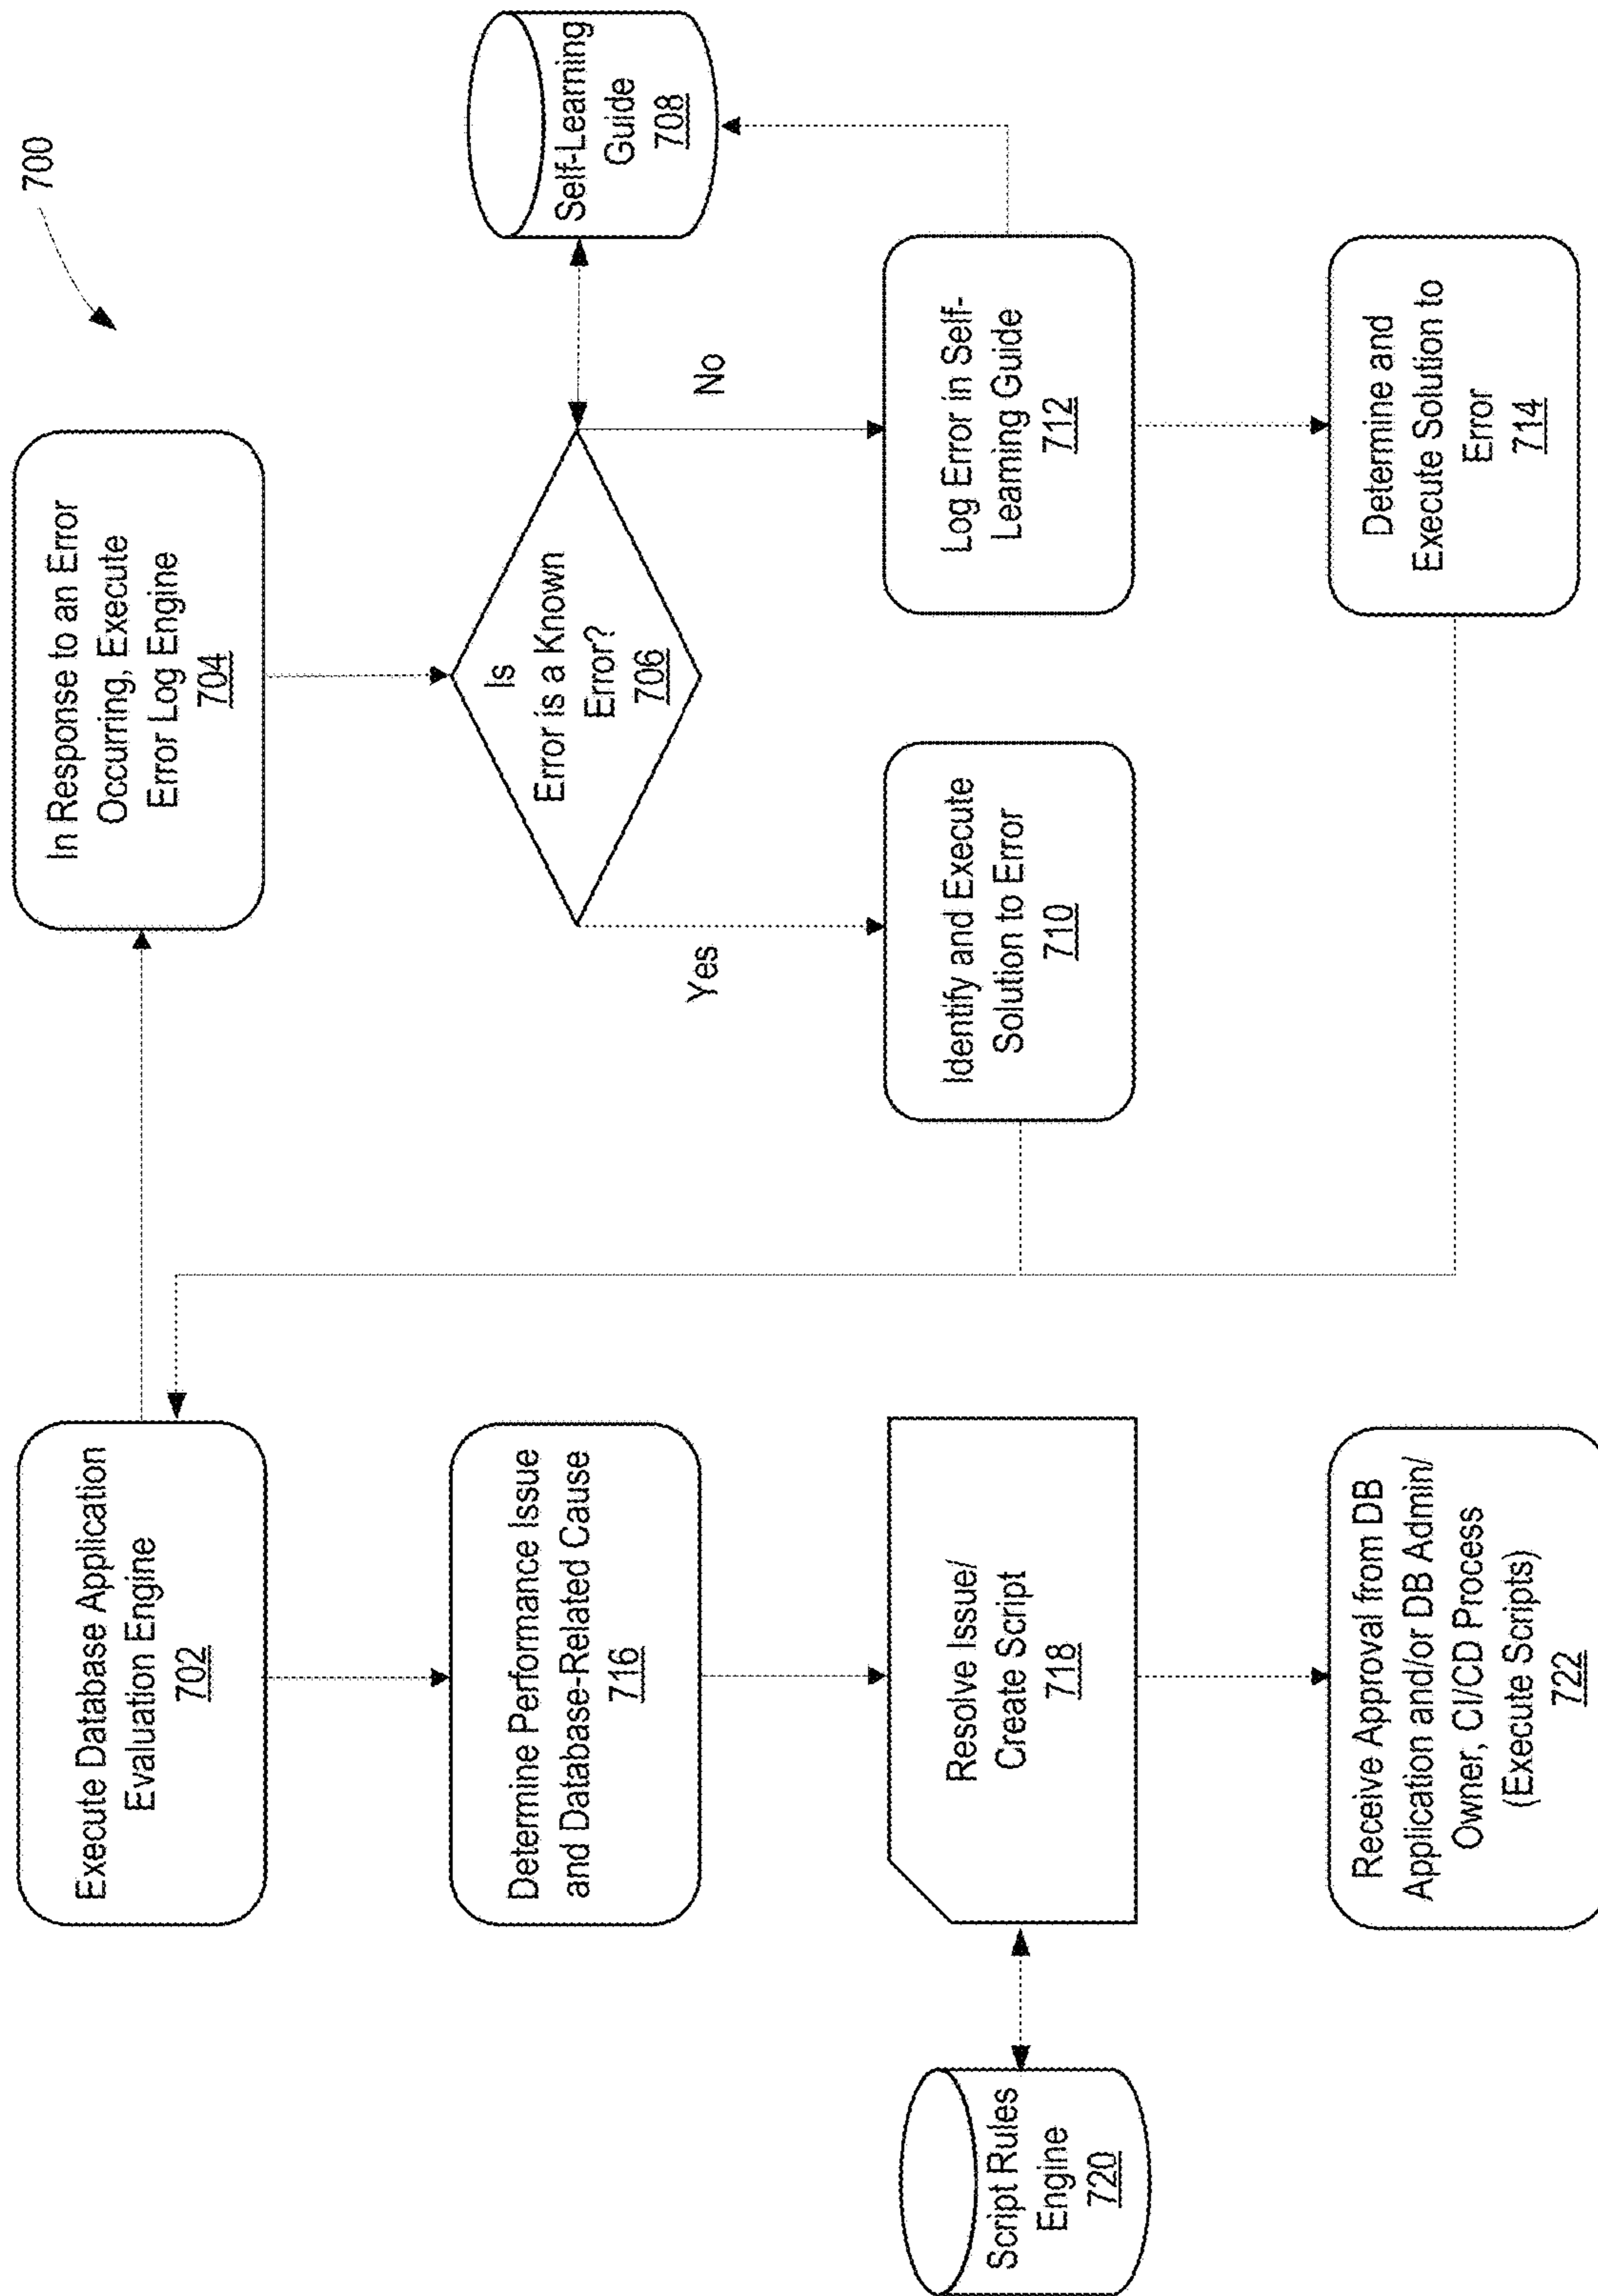 700
Execute Database Application
Evaluation Engine
702
In Response to an Error
Occurring, Execute
Error Log Engine
704
Determine Performance Issue
and Database-Related Cause
716
Is
Error is a Known
Error?
706
Self-Learning
Guide
708
Yes
No
Script Rules
Engine
720
Resolve Issue/
Create Script
718
Identify and Execute
Solution to Error
710
Log Error in Self-
Learning Guide
712
Receive Approval from DB
Application and/or DB Admin/
Owner, CI/CD Process
(Execute Scripts)
722
Determine and
Execute Solution to
Error
714